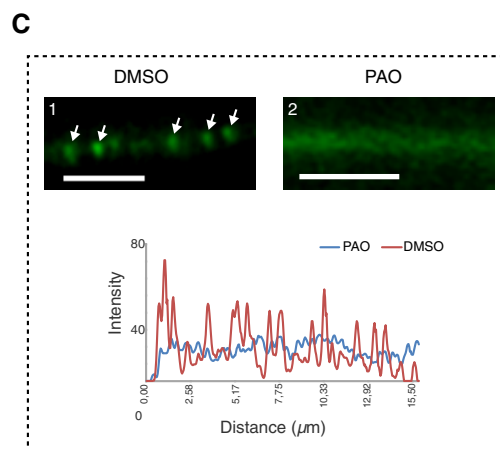 C
DMSO PAO
1 2
80
PAO DMSO
Intensity
40
0
0.00 2.58 5.17 7.75 10.33 12.92 15.50
Distance (µm)